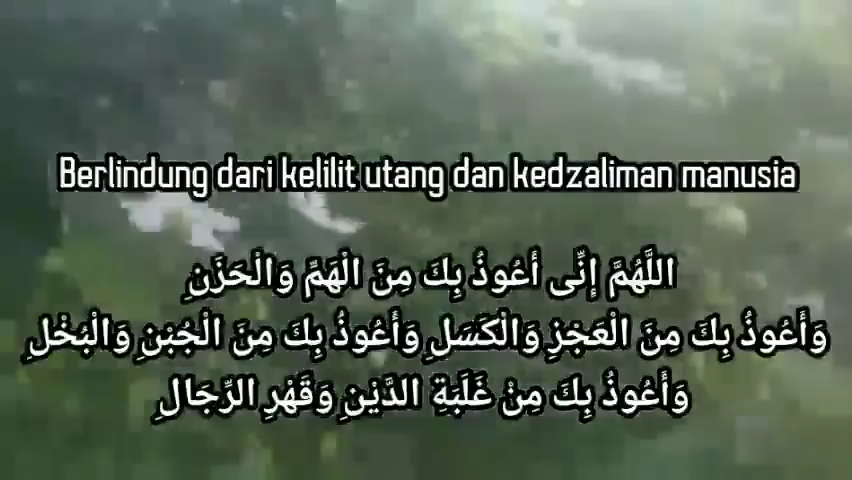 Berlindung dari kelilit utang dan kedzaliman manusia
اللَّهُمَّ إِنِّى أَعُوذُ بِكَ مِنَ الْهَمِّ وَالْحَزَنِ
وَأَعُوذُ بِكَ مِنَ الْعَجْزِ وَالْكَسَلِ وَأَعُوذُ بِكَ مِنَ الْجُبْنِ وَالْبُخْلِ
وَأَعُوذُ بِكَ مِنْ غَلَبَةِ الدَّيْنِ وَقَهْرِ الرِّجَالِ